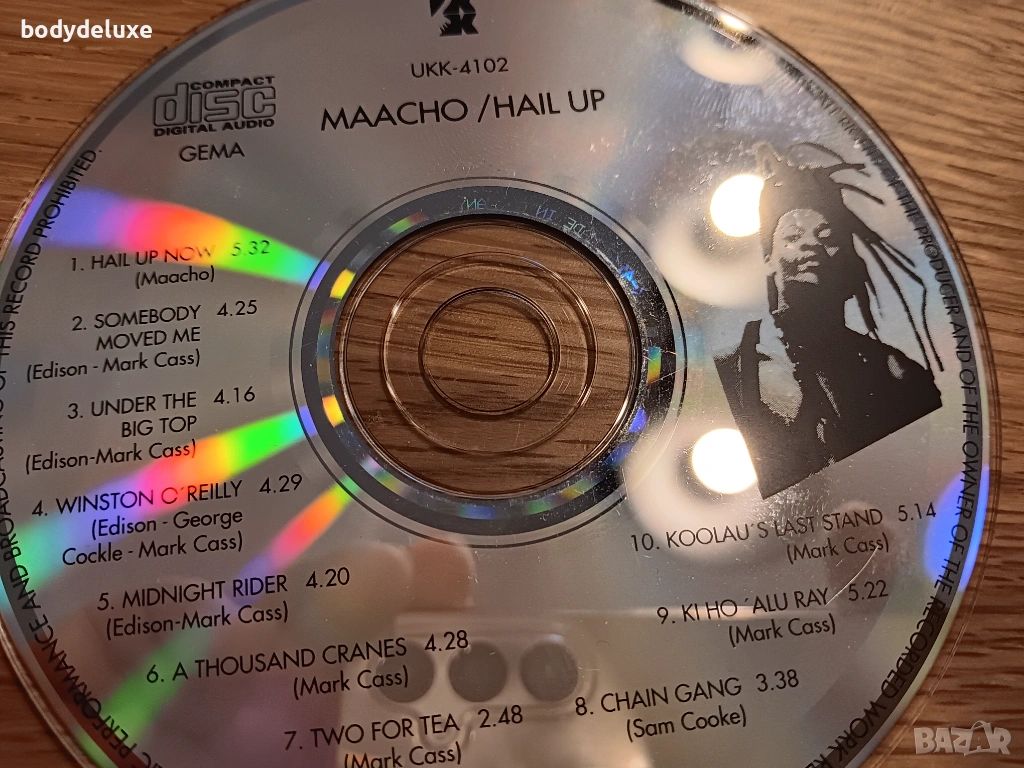 bodydeluxe
UKK-4102
COMPACT
disc
DIGITAL AUDIO
GEMA
MAACHO /HAIL UP
1. HAIL UP NOW 5.32
(Maacho)
2. SOMEBODY 4.25
MOVED ME
(Edison - Mark Cass)
3. UNDER THE 4.16
BIG TOP
(Edison-Mark Cass)
4. WINSTON O´REILLY 4.29
(Edison - George
Cockle - Mark Cass)
5. MIDNIGHT RIDER 4.20
(Edison-Mark Cass)
6. A THOUSAND CRANES 4.28
(Mark Cass)
7. TWO FOR TEA 2.48
(Mark Cass)
8. CHAIN GANG 3.38
(Sam Cooke)
9. KI HO ´ALU RAY 5.22
(Mark Cass)
10. KOOLAU´S LAST STAND 5.14
(Mark Cass)
PRODUCER AND OF THE OWNER OF THE RECORDED WORK
PERFORMANCE AND BROADCASTING OF THIS RECORD PROHIBITED.
BAZAR